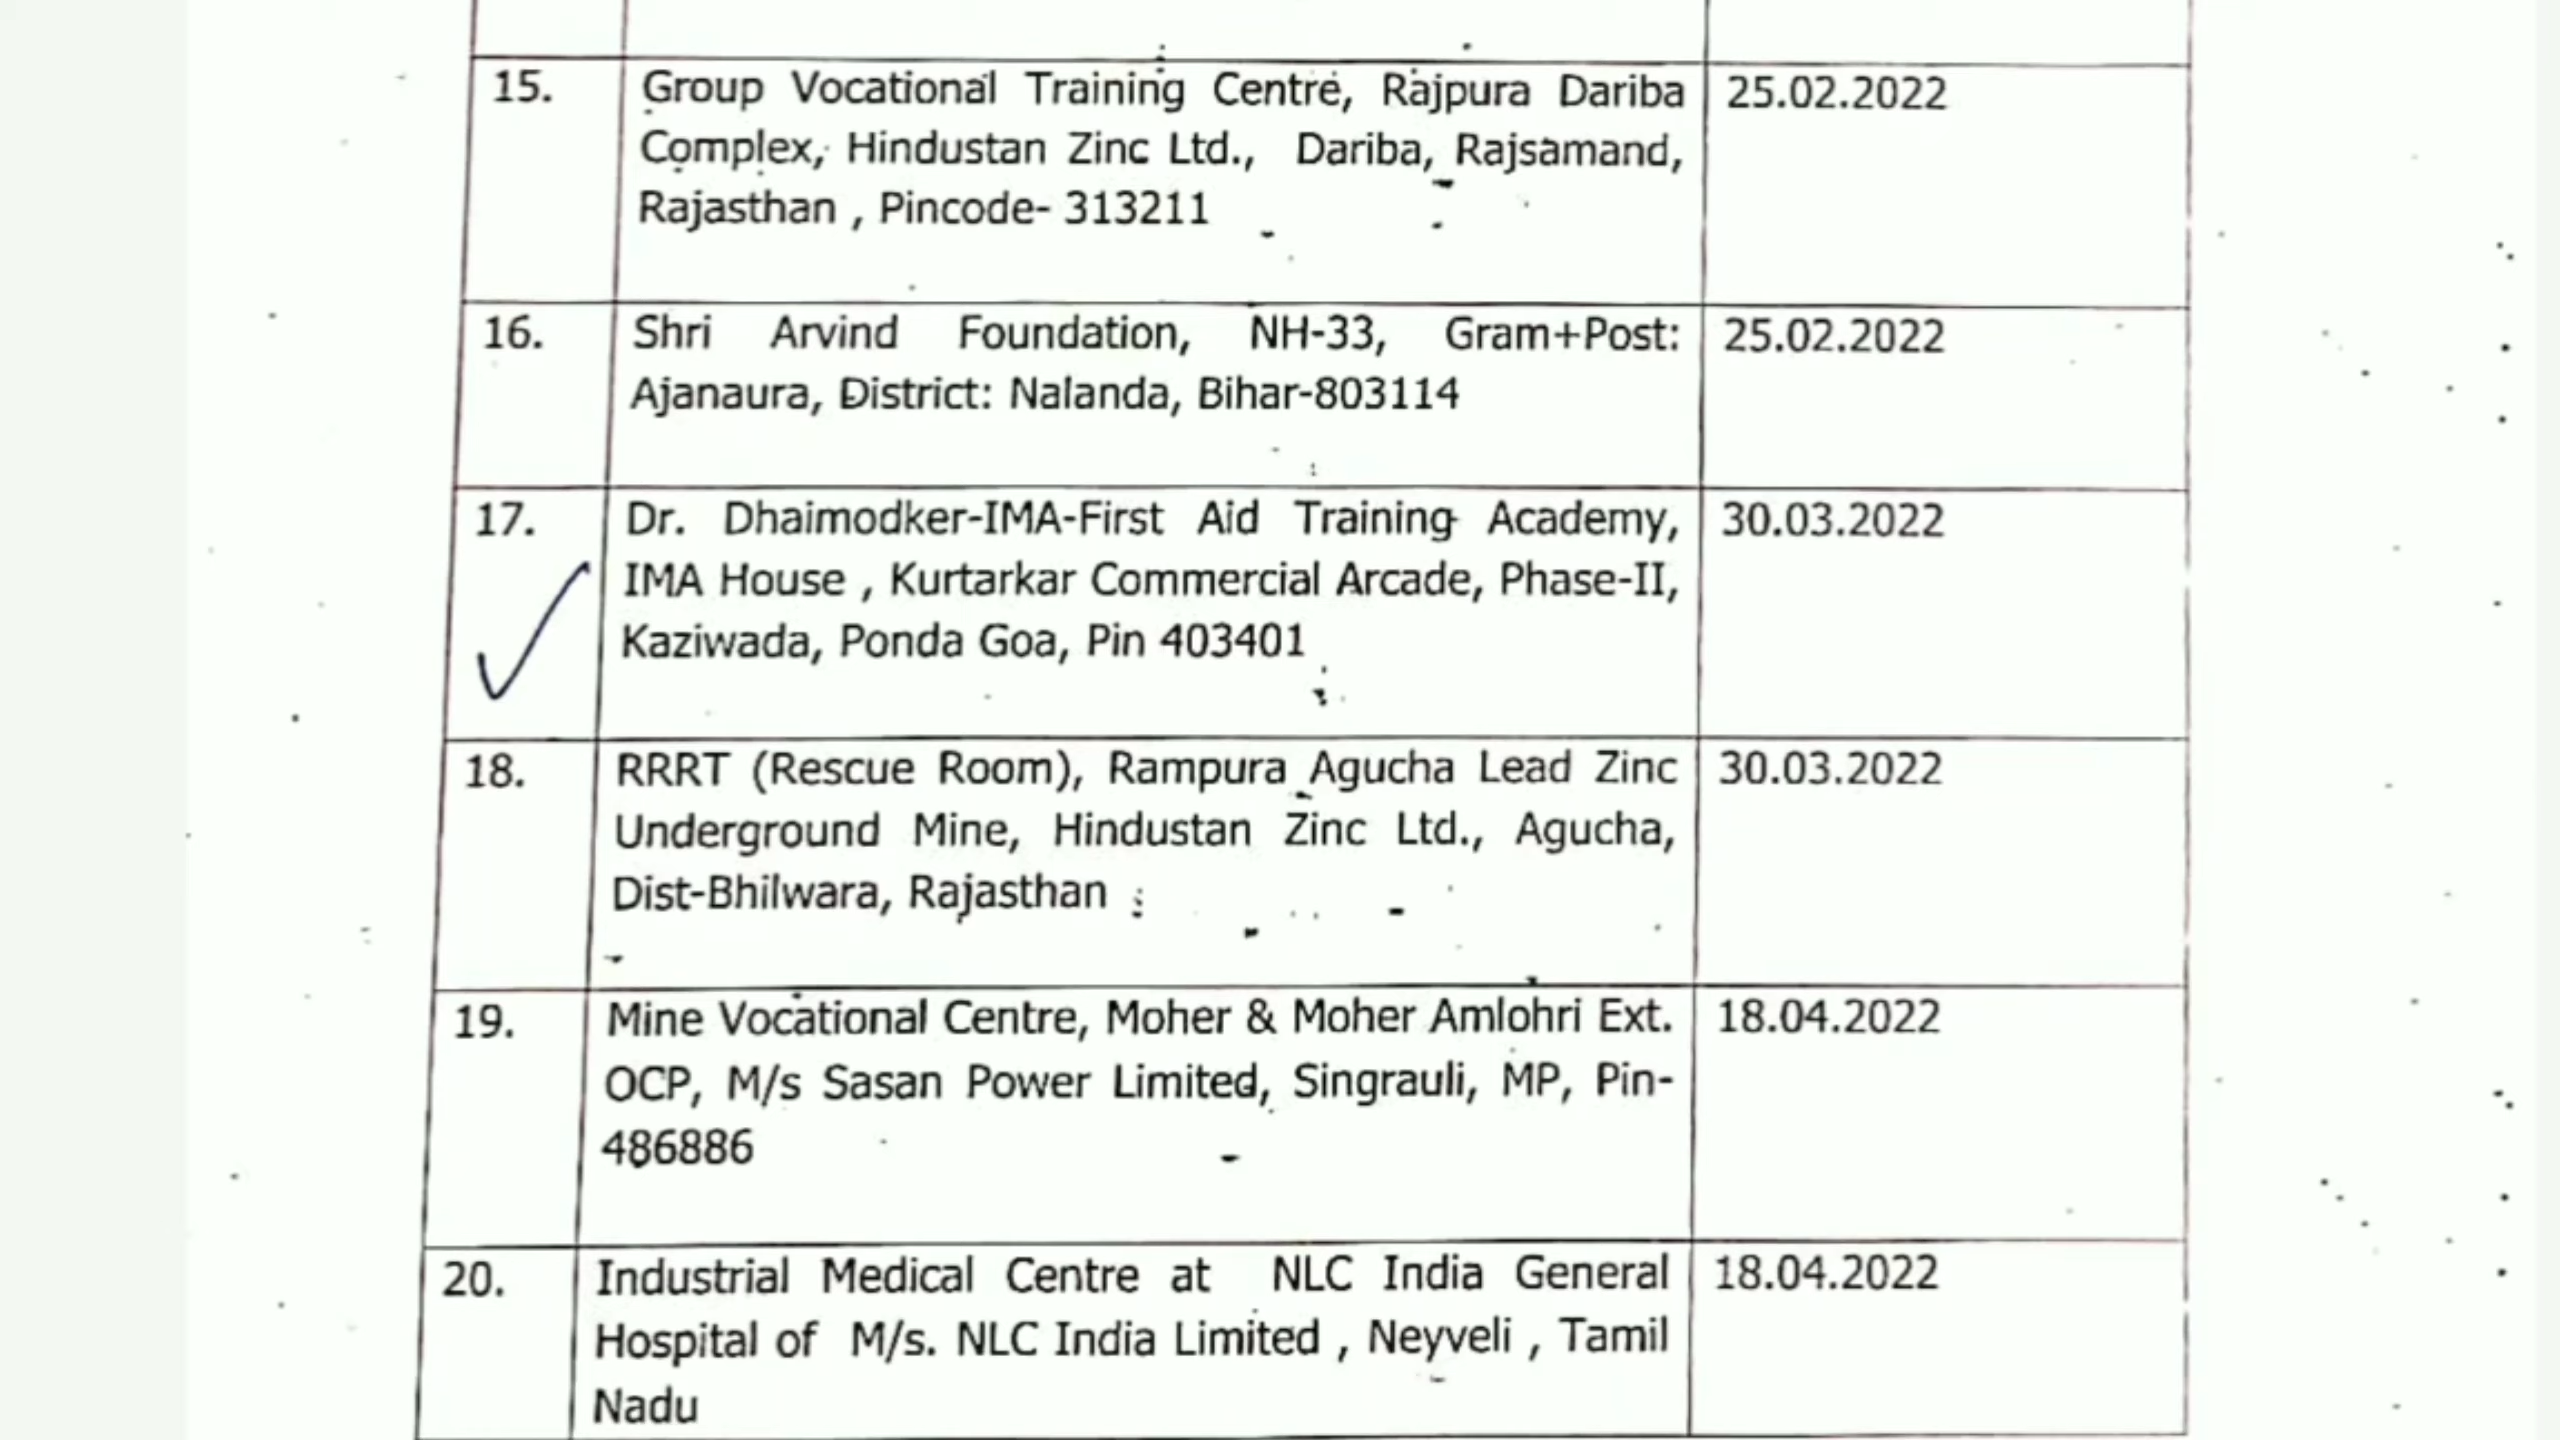 15. Group Vocational Training Centre, Rajpura Dariba 25.02.2022
Complex, Hindustan Zinc Ltd., Dariba, Rajsamand,
Rajasthan , Pincode- 313211
16. Shri Arvind Foundation, NH-33, Gram+Post: 25.02.2022
Ajanaura, District: Nalanda, Bihar-803114
17. Dr. Dhaimodker-IMA-First Aid Training Academy, 30.03.2022
IMA House , Kurtarkar Commercial Arcade, Phase-II,
Kaziwada, Ponda Goa, Pin 403401
18. RRRT (Rescue Room), Rampura Agucha Lead Zinc 30.03.2022
Underground Mine, Hindustan Zinc Ltd., Agucha,
Dist-Bhilwara, Rajasthan
19. Mine Vocational Centre, Moher & Moher Amlohri Ext. 18.04.2022
OCP, M/s Sasan Power Limited, Singrauli, MP, Pin-
486886
20. Industrial Medical Centre at NLC India General 18.04.2022
Hospital of M/s. NLC India Limited , Neyveli , Tamil
Nadu